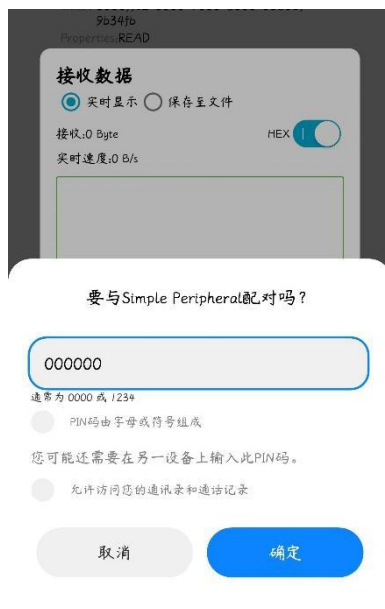 9b34fb
Properties:READ
接收数据
实时显示 保存至文件
接收:0 Byte HEX
实时速度:0 B/s
要与Simple Peripheral配对吗？
000000
通常为 0000 或 1234
PIN码由字母或符号组成
您可能还需要在另一设备上输入此PIN码。
允许访问您的通讯录和通话记录
取消 确定